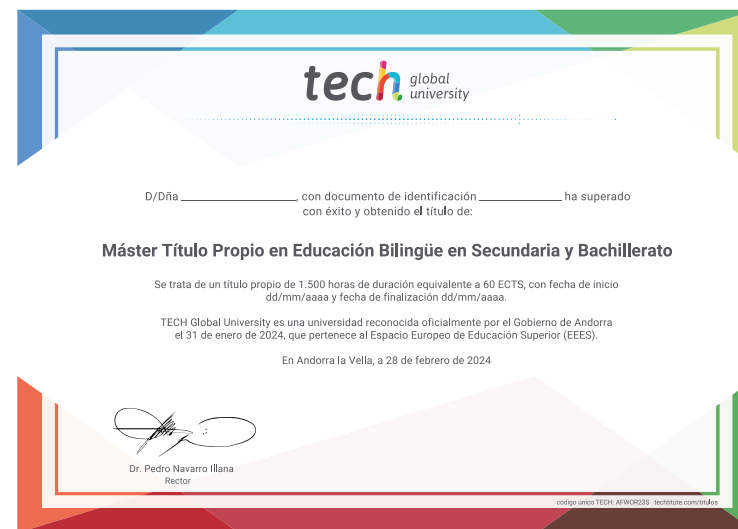 tech global university
D/Dña ____________, con documento de identificación ____________ ha superado
con éxito y obtenido el título de:
Máster Título Propio en Educación Bilingüe en Secundaria y Bachillerato
Se trata de un título propio de 1.500 horas de duración equivalente a 60 ECTS, con fecha de inicio
dd/mm/aaaa y fecha de finalización dd/mm/aaaa.
TECH Global University es una universidad reconocida oficialmente por el Gobierno de Andorra
el 31 de enero de 2024, que pertenece al Espacio Europeo de Educación Superior (EEES).
En Andorra la Vella, a 28 de febrero de 2024
Dr. Pedro Navarro Illana
Rector
código único TECH: AFWOR23S techtitute.com/titulos